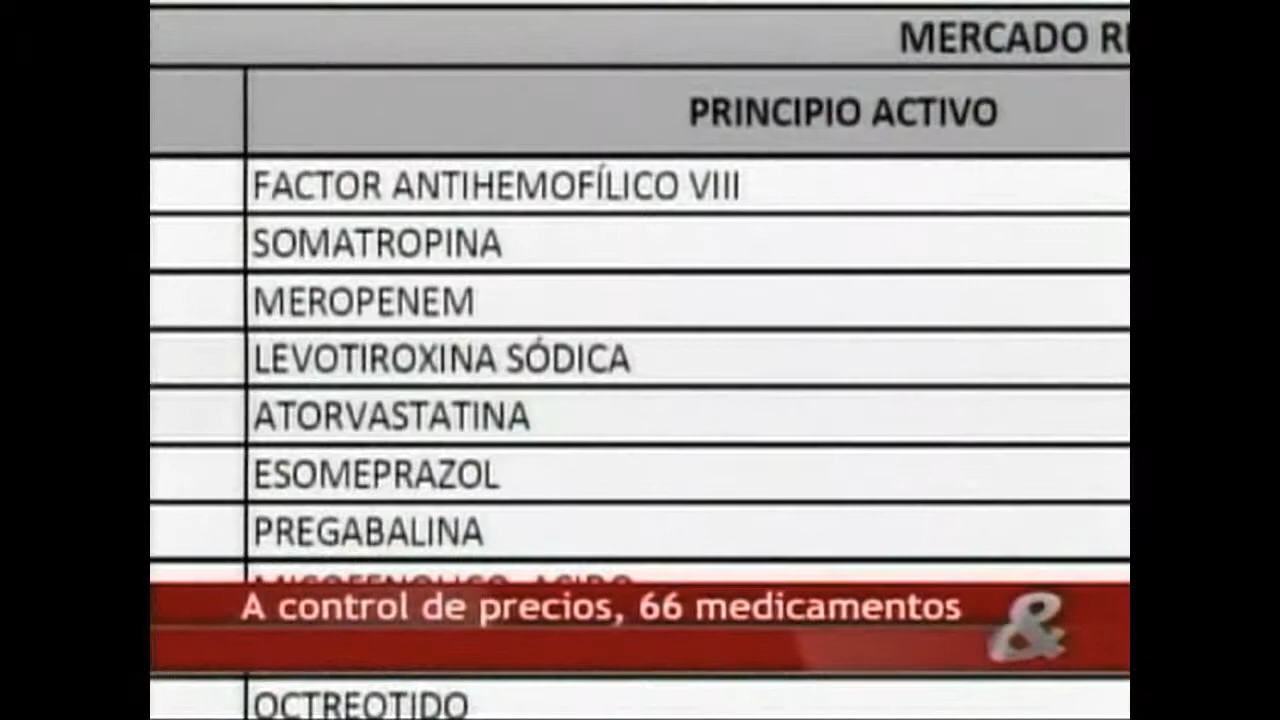 MERCADO
PRINCIPIO ACTIVO
FACTOR ANTIHEMOFÍLICO VIII
SOMATROPINA
MEROPENEM
LEVOTIROXINA SÓDICA
ATORVASTATINA
ESOMEPRAZOL
PREGABALINA
A control de precios, 66 medicamentos
&
OCTREOTIDO